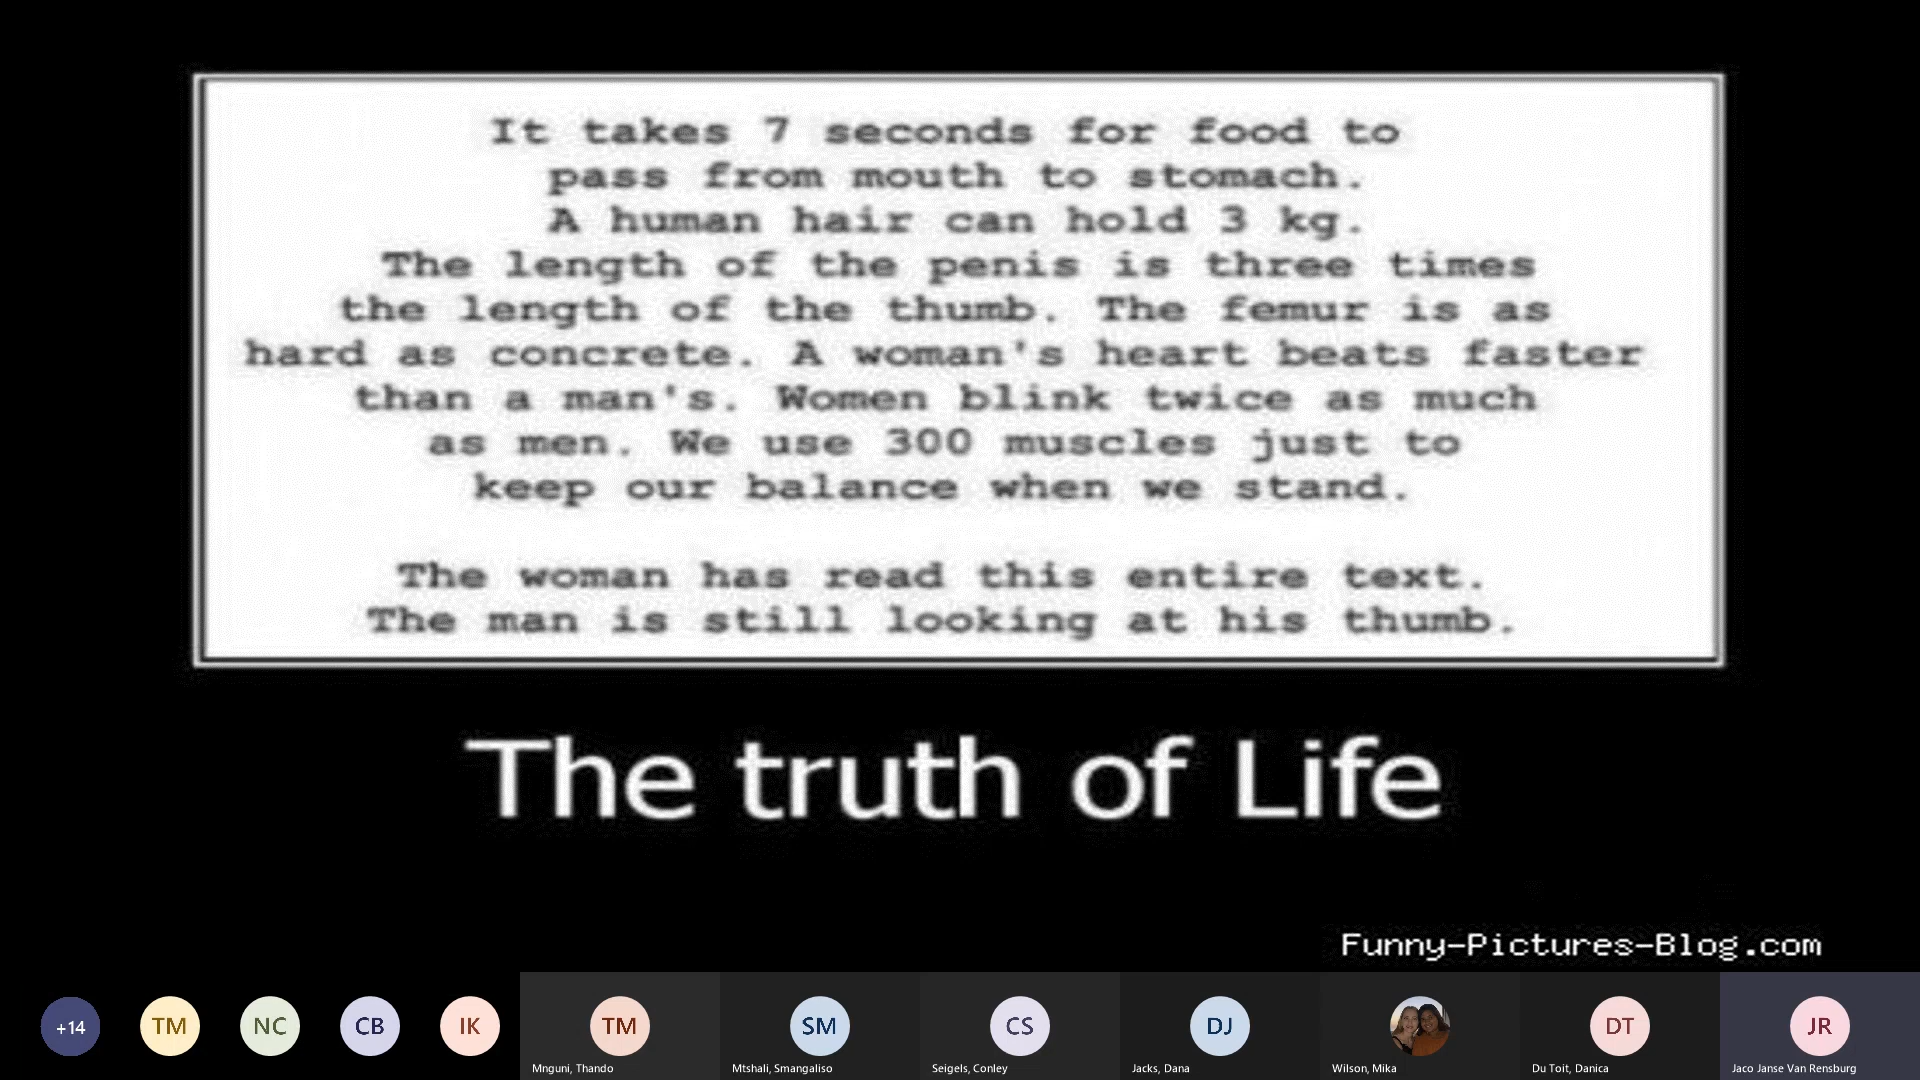 It takes 7 seconds for food to
pass from mouth to stomach.
A human hair can hold 3 kg.
The length of the penis is three times
the length of the thumb. The femur is as
hard as concrete. A woman's heart beats faster
than a man's. Women blink twice as much
as men. We use 300 muscles just to
keep our balance when we stand.
The woman has read this entire text.
The man is still looking at his thumb.
The truth of Life
Funny-Pictures-Blog.com
+14 TM NC CB IK TM SM CS DJ DT JR
Mnguni, Thando Mtshali, Smangaliso Seigels, Conley Jacks, Dana Wilson, Mika Du Toit, Danica Jaco Janse Van Rensburg